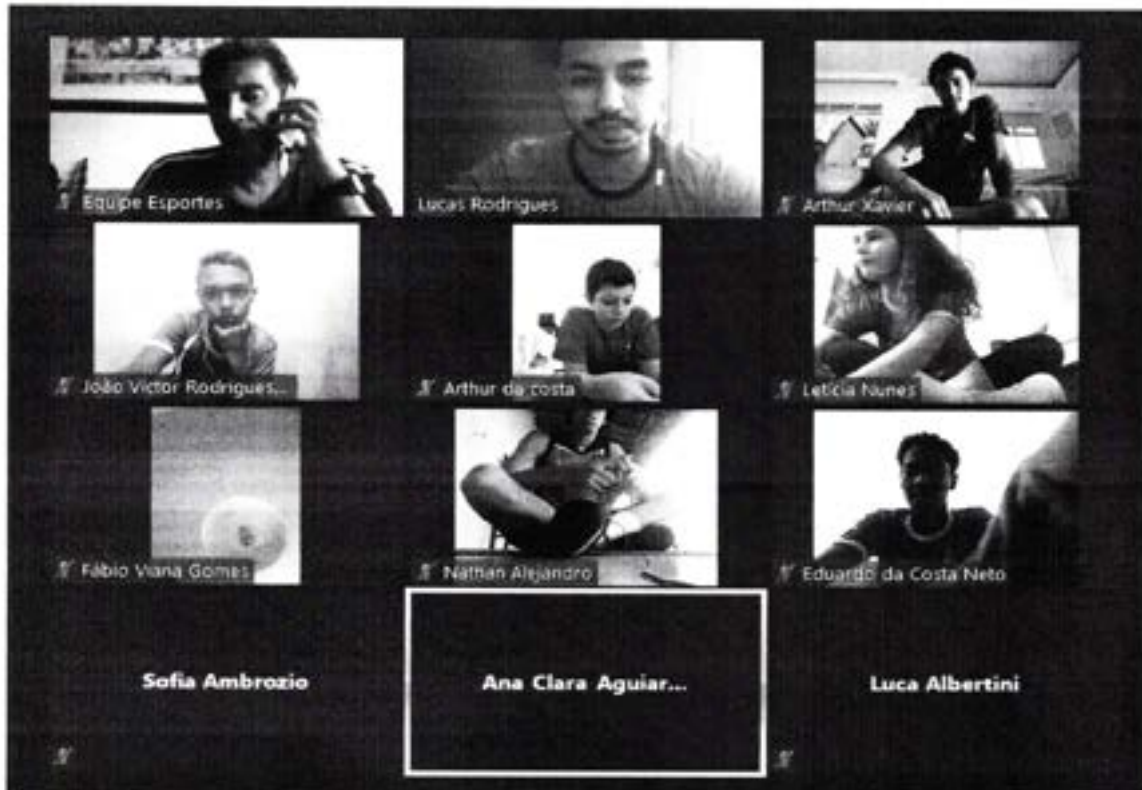 Equipe Esportes
Lucas Rodrigues
Arthur Xavier
João Victor Rodrigues...
Arthur da costa
Letícia Nunes
Fábio Viana Gomes
Nathan Alejandro
Eduardo da Costa Neto
Sofia Ambrozio
Ana Clara Aguiar...
Luca Albertini